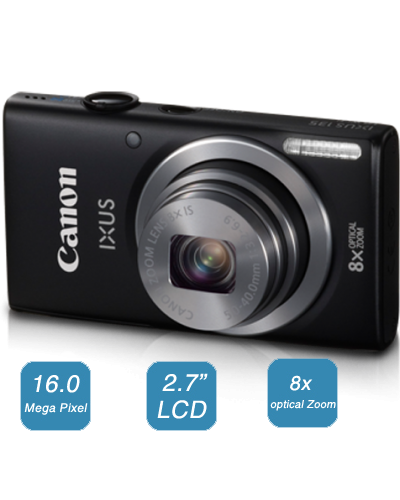 Canon
IXUS
8x OPTICAL ZOOM
16.0
Mega Pixel
2.7”
LCD
8x
optical Zoom